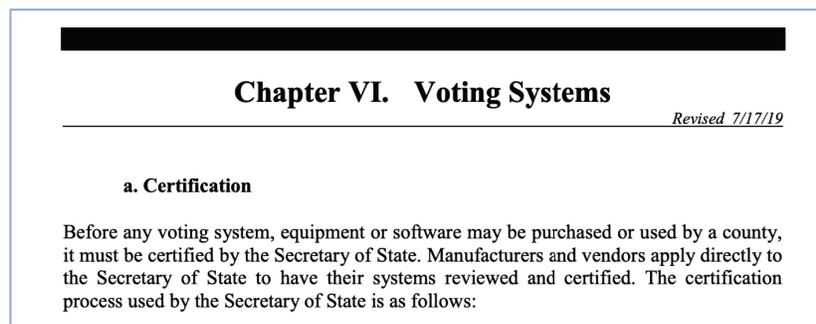 Chapter VI. Voting Systems
Revised 7/17/19
a. Certification
Before any voting system, equipment or software may be purchased or used by a county,
it must be certified by the Secretary of State. Manufacturers and vendors apply directly to
the Secretary of State to have their systems reviewed and certified. The certification
process used by the Secretary of State is as follows: